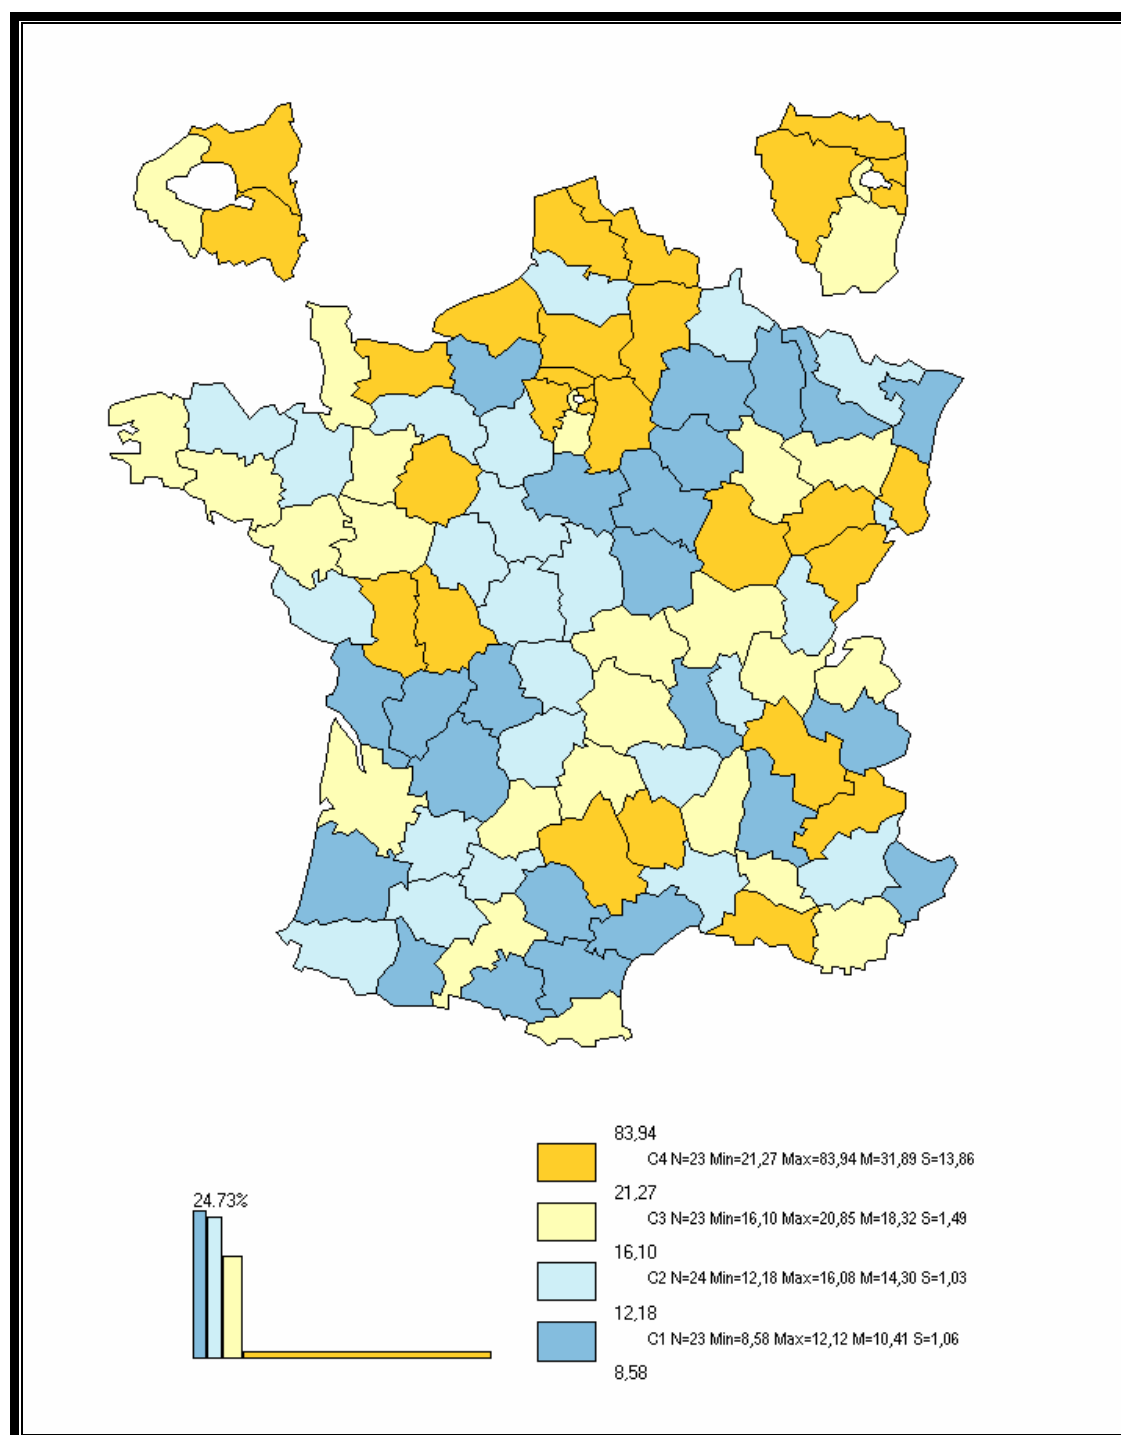 83,94
C4 N=23 Min=21,27 Max=83,94 M=31,89 S=13,86
24.73%
21,27
C3 N=23 Min=16,10 Max=20,85 M=18,32 S=1,49
16,10
C2 N=24 Min=12,18 Max=16,08 M=14,30 S=1,03
12,18
C1 N=23 Min=8,58 Max=12,12 M=10,41 S=1,06
8,58